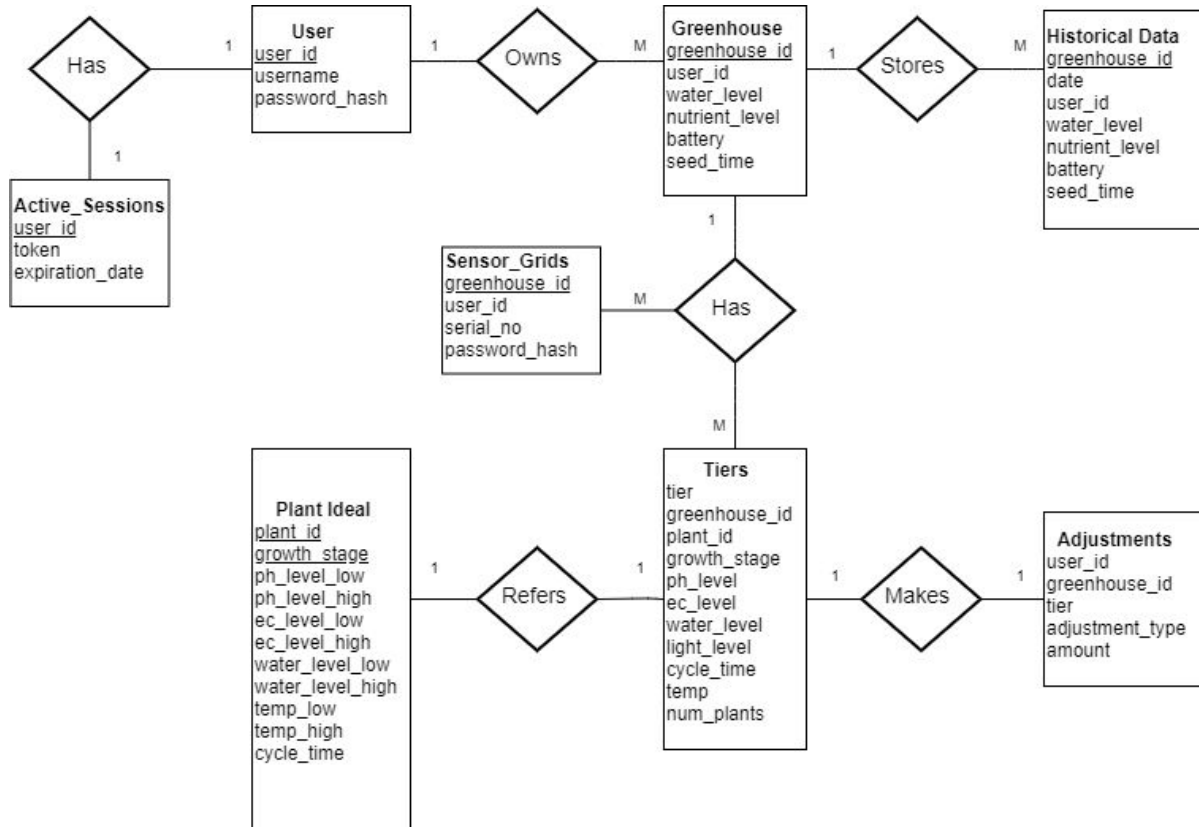 Has
1
User
user_id
username
password_hash
1
Owns
M
Greenhouse
greenhouse_id
user_id
water_level
nutrient_level
battery
seed_time
1
Stores
M
Historical Data
greenhouse_id
date
user_id
water_level
nutrient_level
battery
seed_time
1
Active_Sessions
user_id
token
expiration_date
1
Sensor_Grids
greenhouse_id
user_id
serial_no
password_hash
M
Has
M
Plant Ideal
plant_id
growth_stage
ph_level_low
ph_level_high
ec_level_low
ec_level_high
water_level_low
water_level_high
temp_low
temp_high
cycle_time
1
Refers
1
Tiers
tier
greenhouse_id
plant_id
growth_stage
ph_level
ec_level
water_level
light_level
cycle_time
temp
num_plants
1
Makes
1
Adjustments
user_id
greenhouse_id
tier
adjustment_type
amount